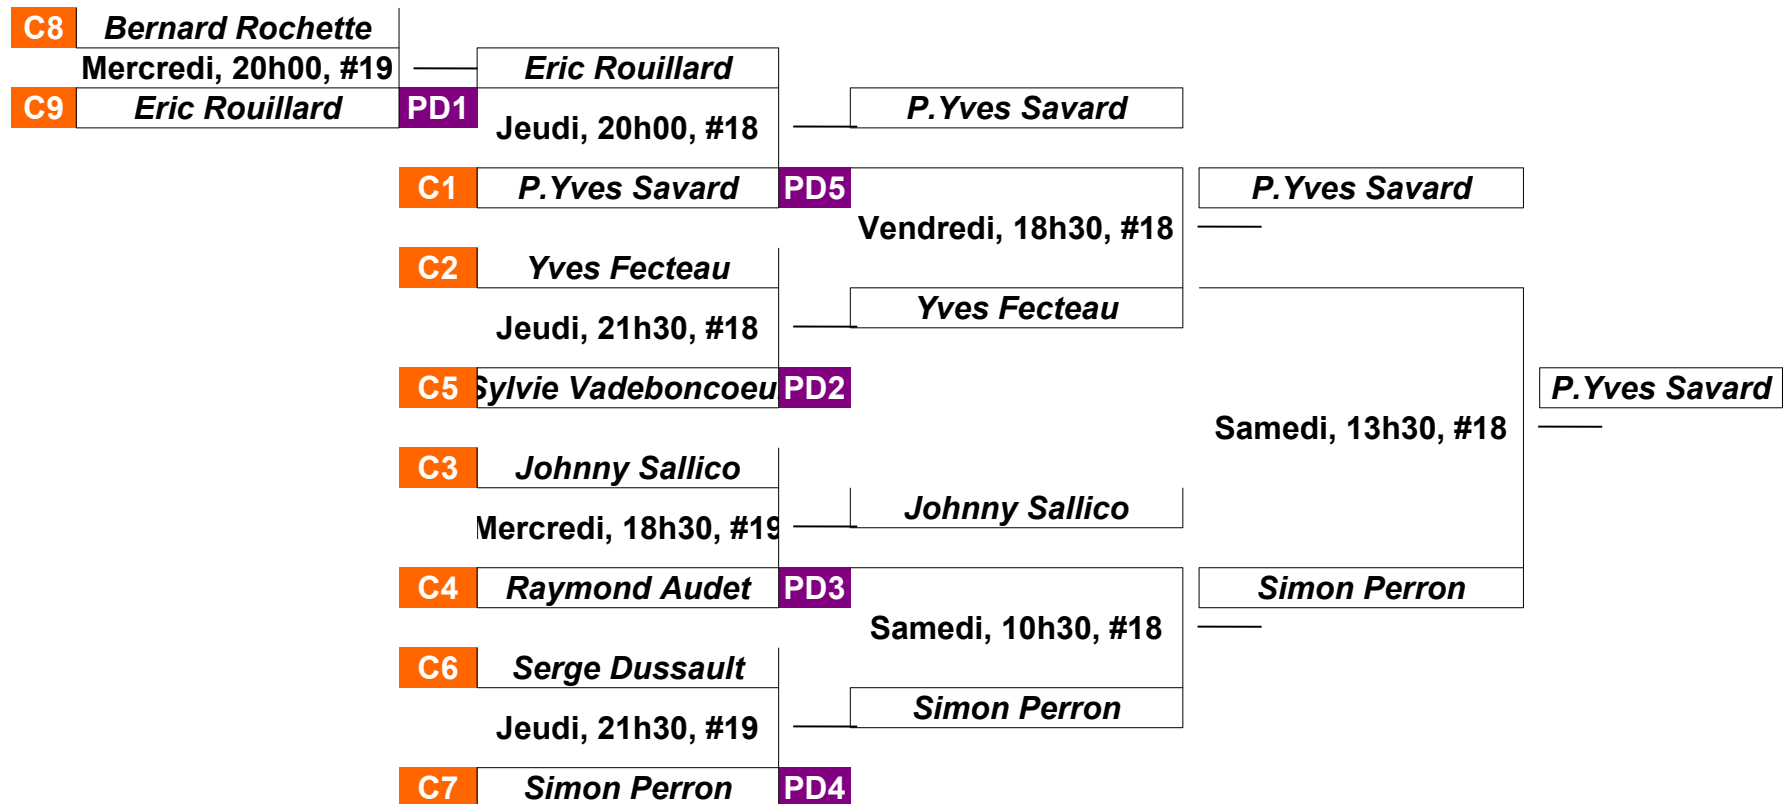 C8 Bernard Rochette
Mercredi, 20h00, #19 Eric Rouillard
C9 Eric Rouillard PD1 P.Yves Savard
Jeudi, 20h00, #18
C1 P.Yves Savard PD5 P.Yves Savard
Vendredi, 18h30, #18
C2 Yves Fecteau
Yves Fecteau
Jeudi, 21h30, #18
C5 Sylvie Vadeboncoeu PD2 P.Yves Savard
Samedi, 13h30, #18
C3 Johnny Sallico
Johnny Sallico
Mercredi, 18h30, #19
C4 Raymond Audet PD3 Simon Perron
Samedi, 10h30, #18
C6 Serge Dussault
Simon Perron
Jeudi, 21h30, #19
C7 Simon Perron PD4